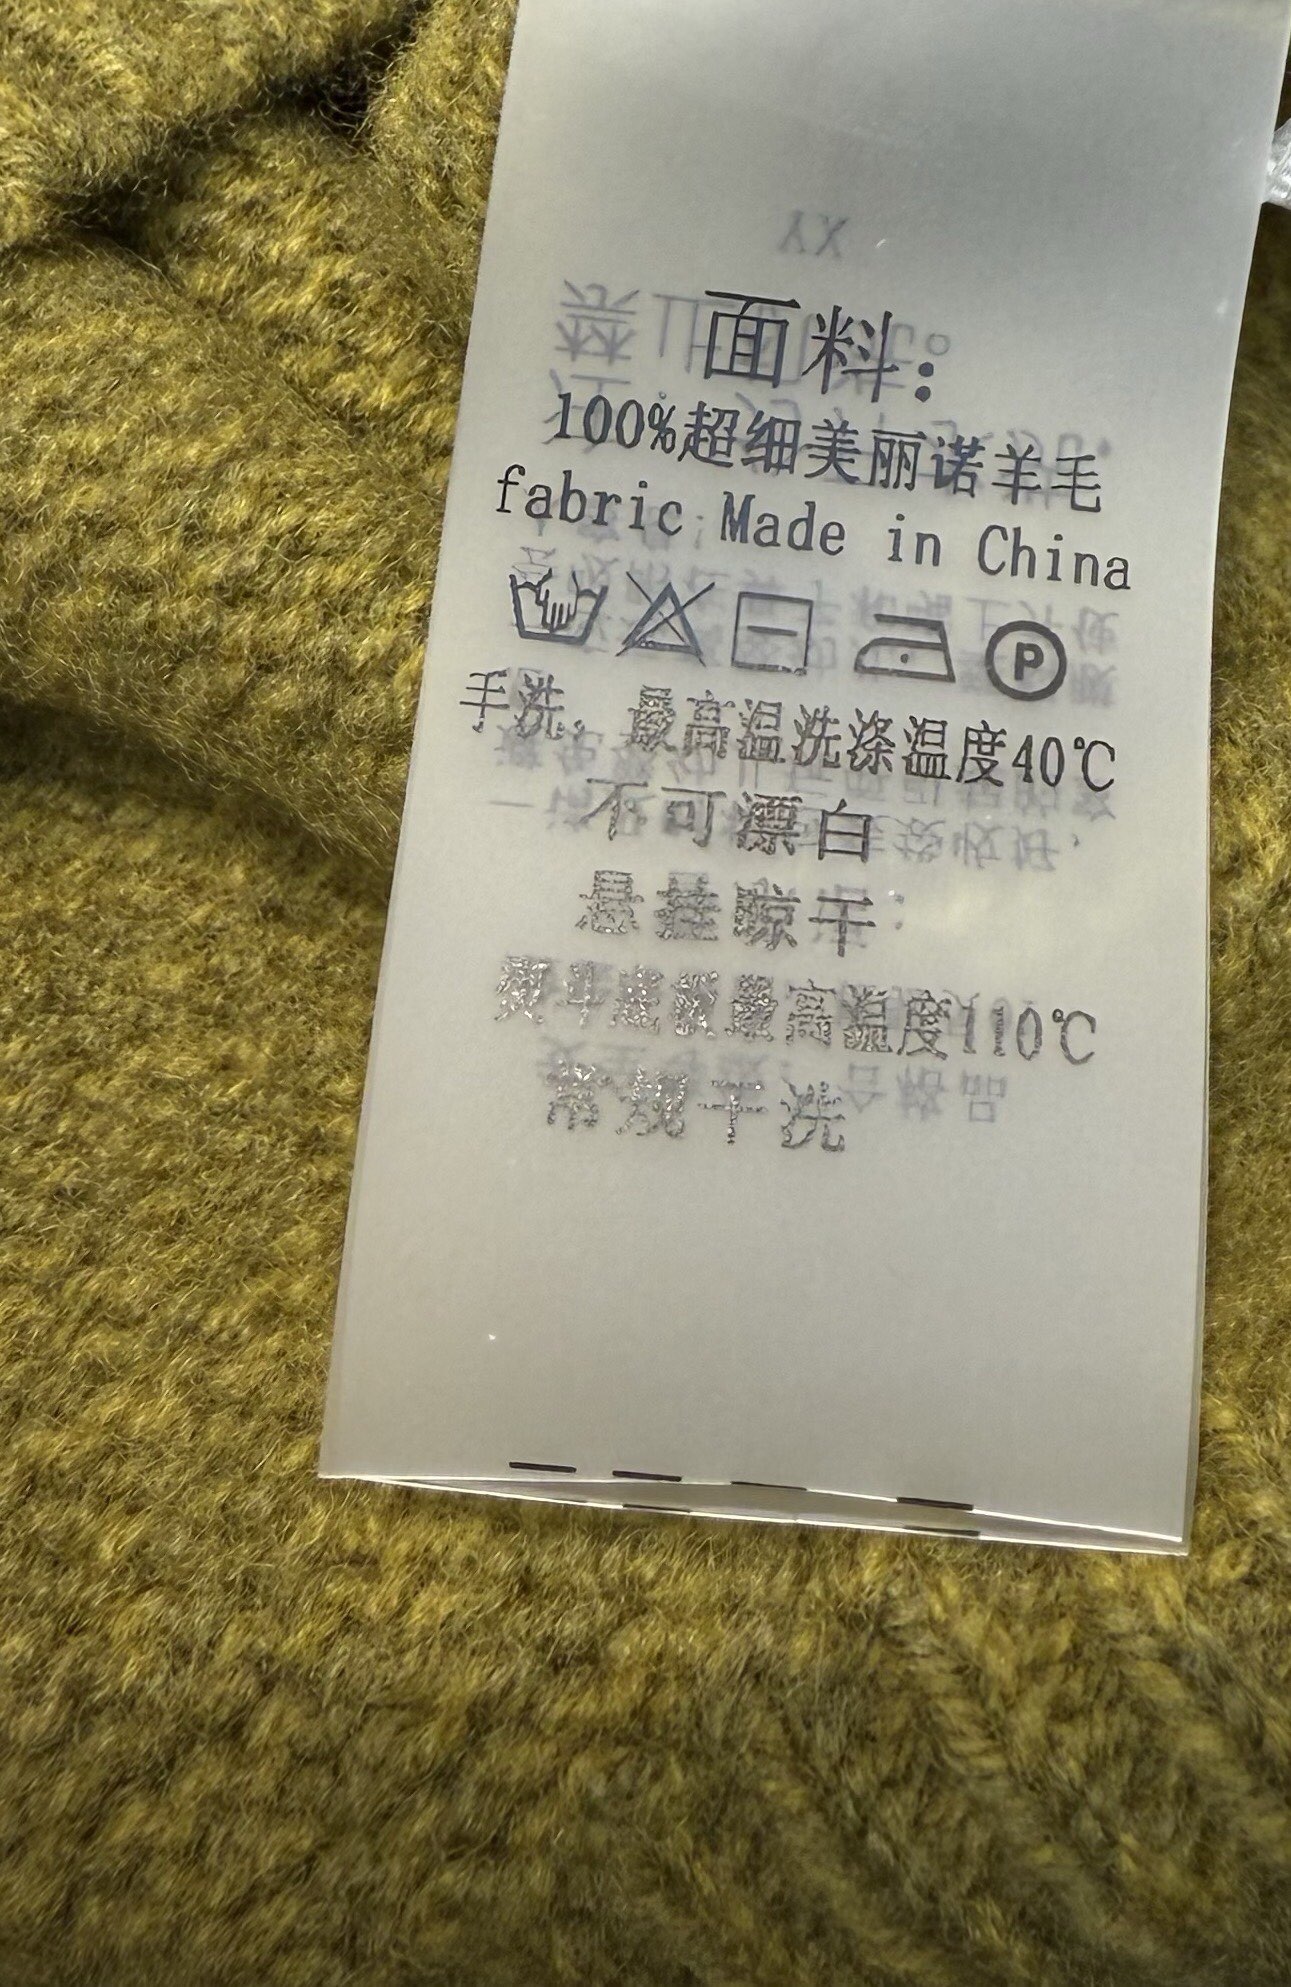 面料:
100%超细美丽诺羊毛
fabric Made in China
P
手洗，最高温洗涤温度40℃
不可漂白
悬挂晾干
双牛底板最高温度110℃
常规干洗